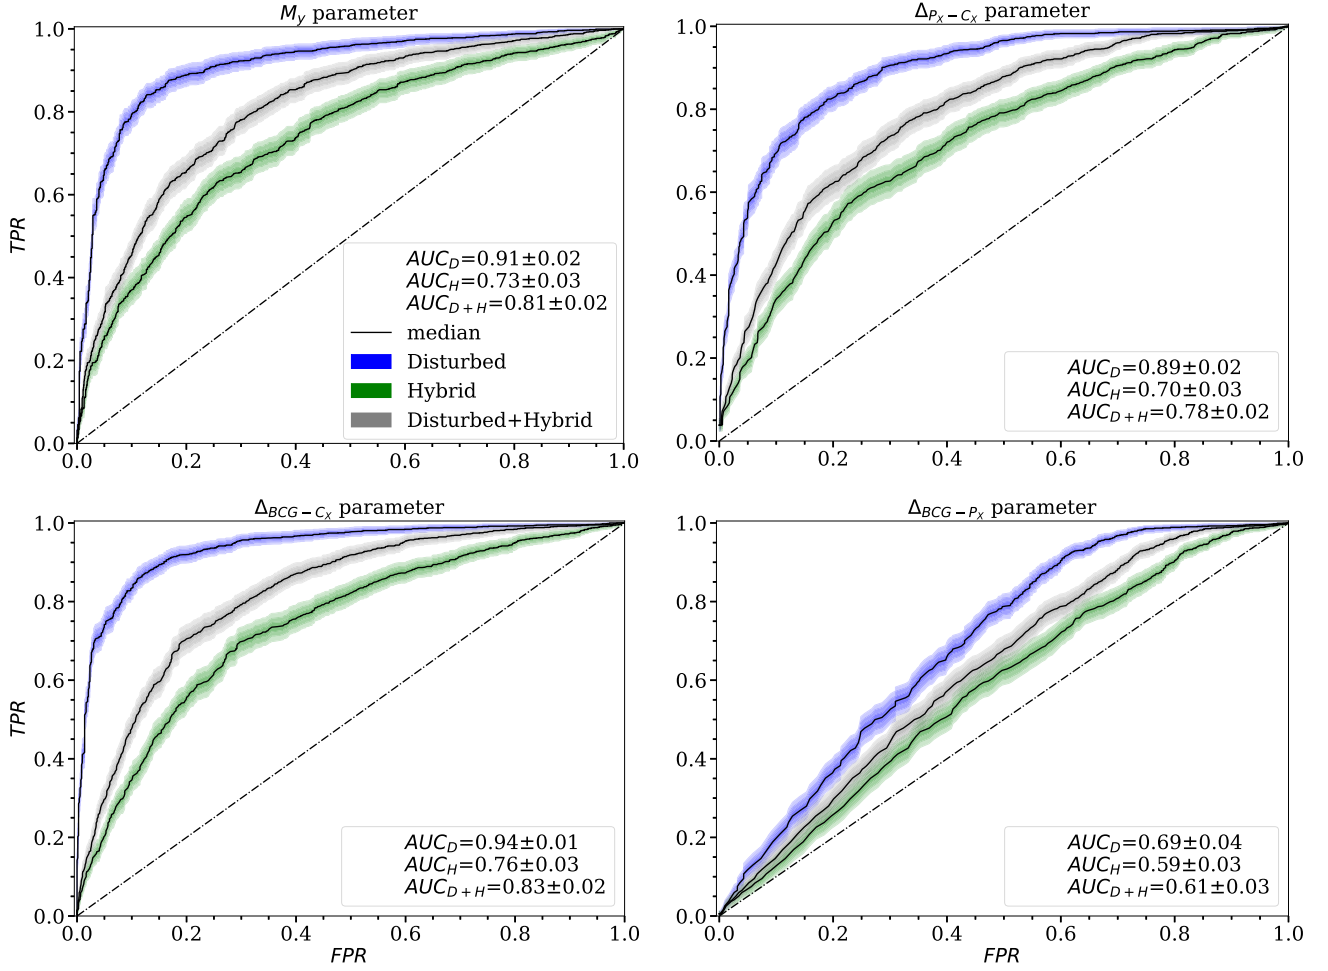 M_y parameter
1.0
0.8
0.6
0.4
0.2
0.0
TPR
AUC_D=0.91±0.02
AUC_H=0.73±0.03
AUC_{D+H}=0.81±0.02
median
Disturbed
Hybrid
Disturbed+Hybrid
0.0 0.2 0.4 0.6 0.8 1.0
Δ_{P_X-C_X} parameter
1.0
0.8
0.6
0.4
0.2
0.0
AUC_D=0.89±0.02
AUC_H=0.70±0.03
AUC_{D+H}=0.78±0.02
0.0 0.2 0.4 0.6 0.8 1.0
Δ_{BCG-C_X} parameter
1.0
0.8
0.6
0.4
0.2
0.0
TPR
AUC_D=0.94±0.01
AUC_H=0.76±0.03
AUC_{D+H}=0.83±0.02
0.0 0.2 0.4 0.6 0.8 1.0
FPR
Δ_{BCG-P_X} parameter
1.0
0.8
0.6
0.4
0.2
0.0
AUC_D=0.69±0.04
AUC_H=0.59±0.03
AUC_{D+H}=0.61±0.03
0.0 0.2 0.4 0.6 0.8 1.0
FPR